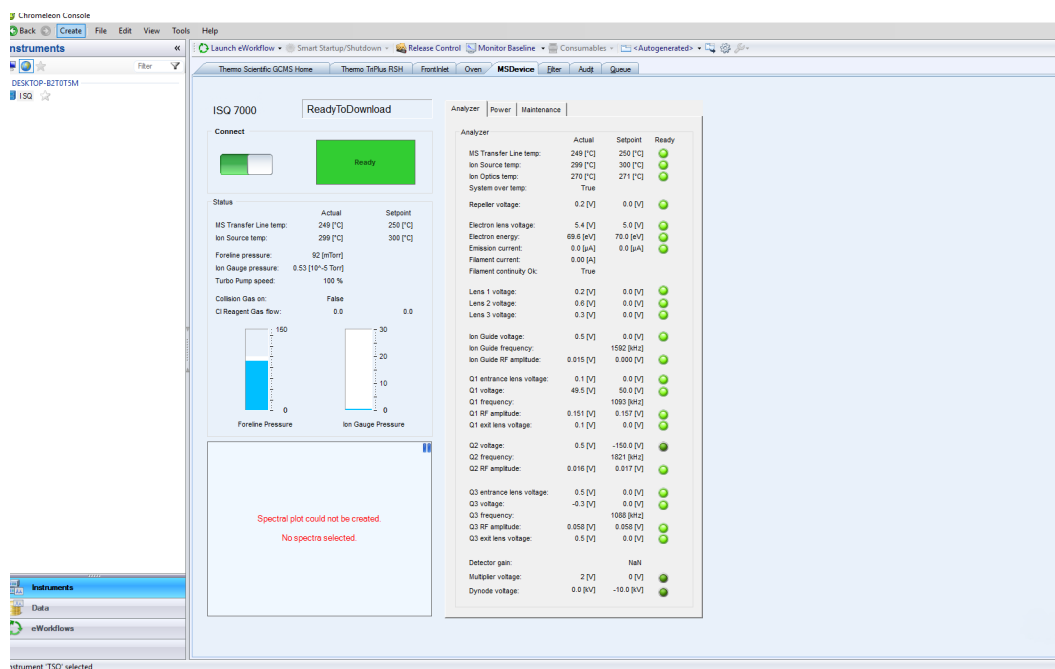 Chromeleon Console
Back Create File Edit View Tools Help
nstruments «
Launch eWorkflow Smart Startup/Shutdown Release Control Monitor Baseline Consumables <Autogenerated>
Filter
Thermo Scientific GCMS Home Thermo TriPlus RSH FrontInlet Oven MSDevice Filter Audit Queue
DESKTOP-B2T0T5M
ISQ
ISQ 7000 ReadyToDownload
Connect
Ready
Status
Actual Setpoint
MS Transfer Line temp: 249 [°C] 250 [°C]
Ion Source temp: 299 [°C] 300 [°C]
Foreline pressure: 92 [mTorr]
Ion Gauge pressure: 0.53 [10^-5 Torr]
Turbo Pump speed: 100 %
Collision Gas on: False
CI Reagent Gas flow: 0.0 0.0
150 30
20
10
0 0
Foreline Pressure Ion Gauge Pressure
Spectral plot could not be created.
No spectra selected.
Analyzer Power Maintenance
Analyzer
Actual Setpoint Ready
MS Transfer Line temp: 249 [°C] 250 [°C]
Ion Source temp: 299 [°C] 300 [°C]
Ion Optics temp: 270 [°C] 271 [°C]
System over temp: True
Repeller voltage: 0.2 [V] 0.0 [V]
Electron lens voltage: 5.4 [V] 5.0 [V]
Electron energy: 69.6 [eV] 70.0 [eV]
Emission current: 0.0 [µA] 0.0 [µA]
Filament current: 0.00 [A]
Filament continuity Ok: True
Lens 1 voltage: 0.2 [V] 0.0 [V]
Lens 2 voltage: 0.6 [V] 0.0 [V]
Lens 3 voltage: 0.3 [V] 0.0 [V]
Ion Guide voltage: 0.5 [V] 0.0 [V]
Ion Guide frequency: 1592 [kHz]
Ion Guide RF amplitude: 0.015 [V] 0.000 [V]
Q1 entrance lens voltage: 0.1 [V] 0.0 [V]
Q1 voltage: 49.5 [V] 50.0 [V]
Q1 frequency: 1093 [kHz]
Q1 RF amplitude: 0.151 [V] 0.157 [V]
Q1 exit lens voltage: 0.1 [V] 0.0 [V]
Q2 voltage: 0.5 [V] -150.0 [V]
Q2 frequency: 1821 [kHz]
Q2 RF amplitude: 0.016 [V] 0.017 [V]
Q3 entrance lens voltage: 0.5 [V] 0.0 [V]
Q3 voltage: -0.3 [V] 0.0 [V]
Q3 frequency: 1088 [kHz]
Q3 RF amplitude: 0.058 [V] 0.058 [V]
Q3 exit lens voltage: 0.5 [V] 0.0 [V]
Detector gain: NaN
Multiplier voltage: 2 [V] 0 [V]
Dynode voltage: 0.0 [kV] -10.0 [kV]
Instruments
Data
eWorkflows
nstrument 'TSQ' selected